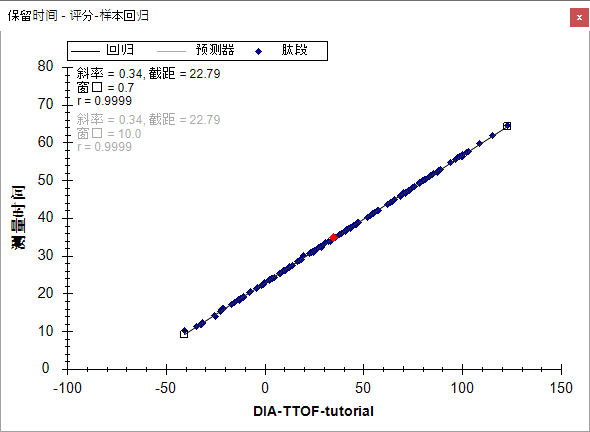 保留时间 - 评分-样本回归
x
回归 预测器 肽段
斜率 = 0.34, 截距 = 22.79
窗口 = 0.7
r = 0.9999
斜率 = 0.34, 截距 = 22.79
窗口 = 10.0
r = 0.9999
测量时间
80
70
60
50
40
30
20
10
0
-100 -50 0 50 100 150
DIA-TTOF-tutorial